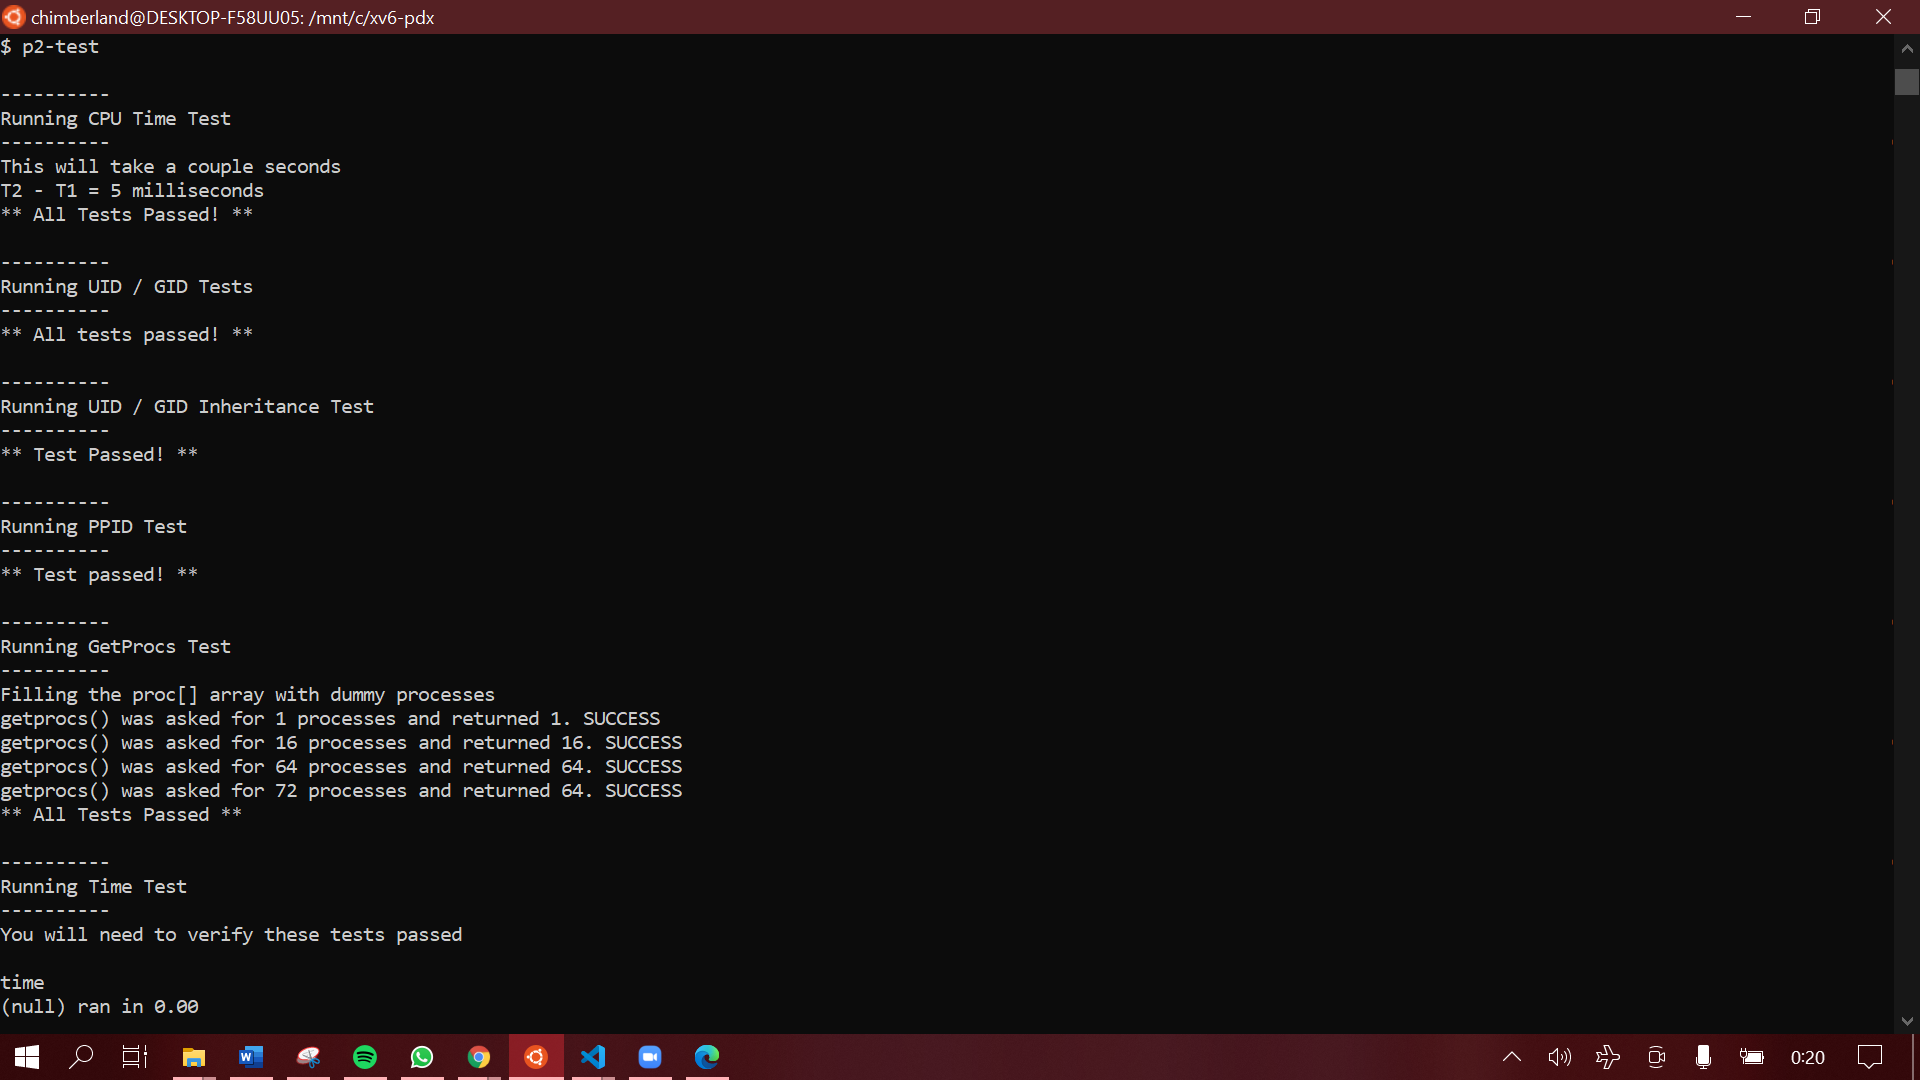 chimberland@DESKTOP-F58UU05: /mnt/c/xv6-pdx
$ p2-test
----------
Running CPU Time Test
----------
This will take a couple seconds
T2 - T1 = 5 milliseconds
** All Tests Passed! **
----------
Running UID / GID Tests
----------
** All tests passed! **
----------
Running UID / GID Inheritance Test
----------
** Test Passed! **
----------
Running PPID Test
----------
** Test passed! **
----------
Running GetProcs Test
----------
Filling the proc[] array with dummy processes
getprocs() was asked for 1 processes and returned 1. SUCCESS
getprocs() was asked for 16 processes and returned 16. SUCCESS
getprocs() was asked for 64 processes and returned 64. SUCCESS
getprocs() was asked for 72 processes and returned 64. SUCCESS
** All Tests Passed **
----------
Running Time Test
----------
You will need to verify these tests passed
time
(null) ran in 0.00
0:20